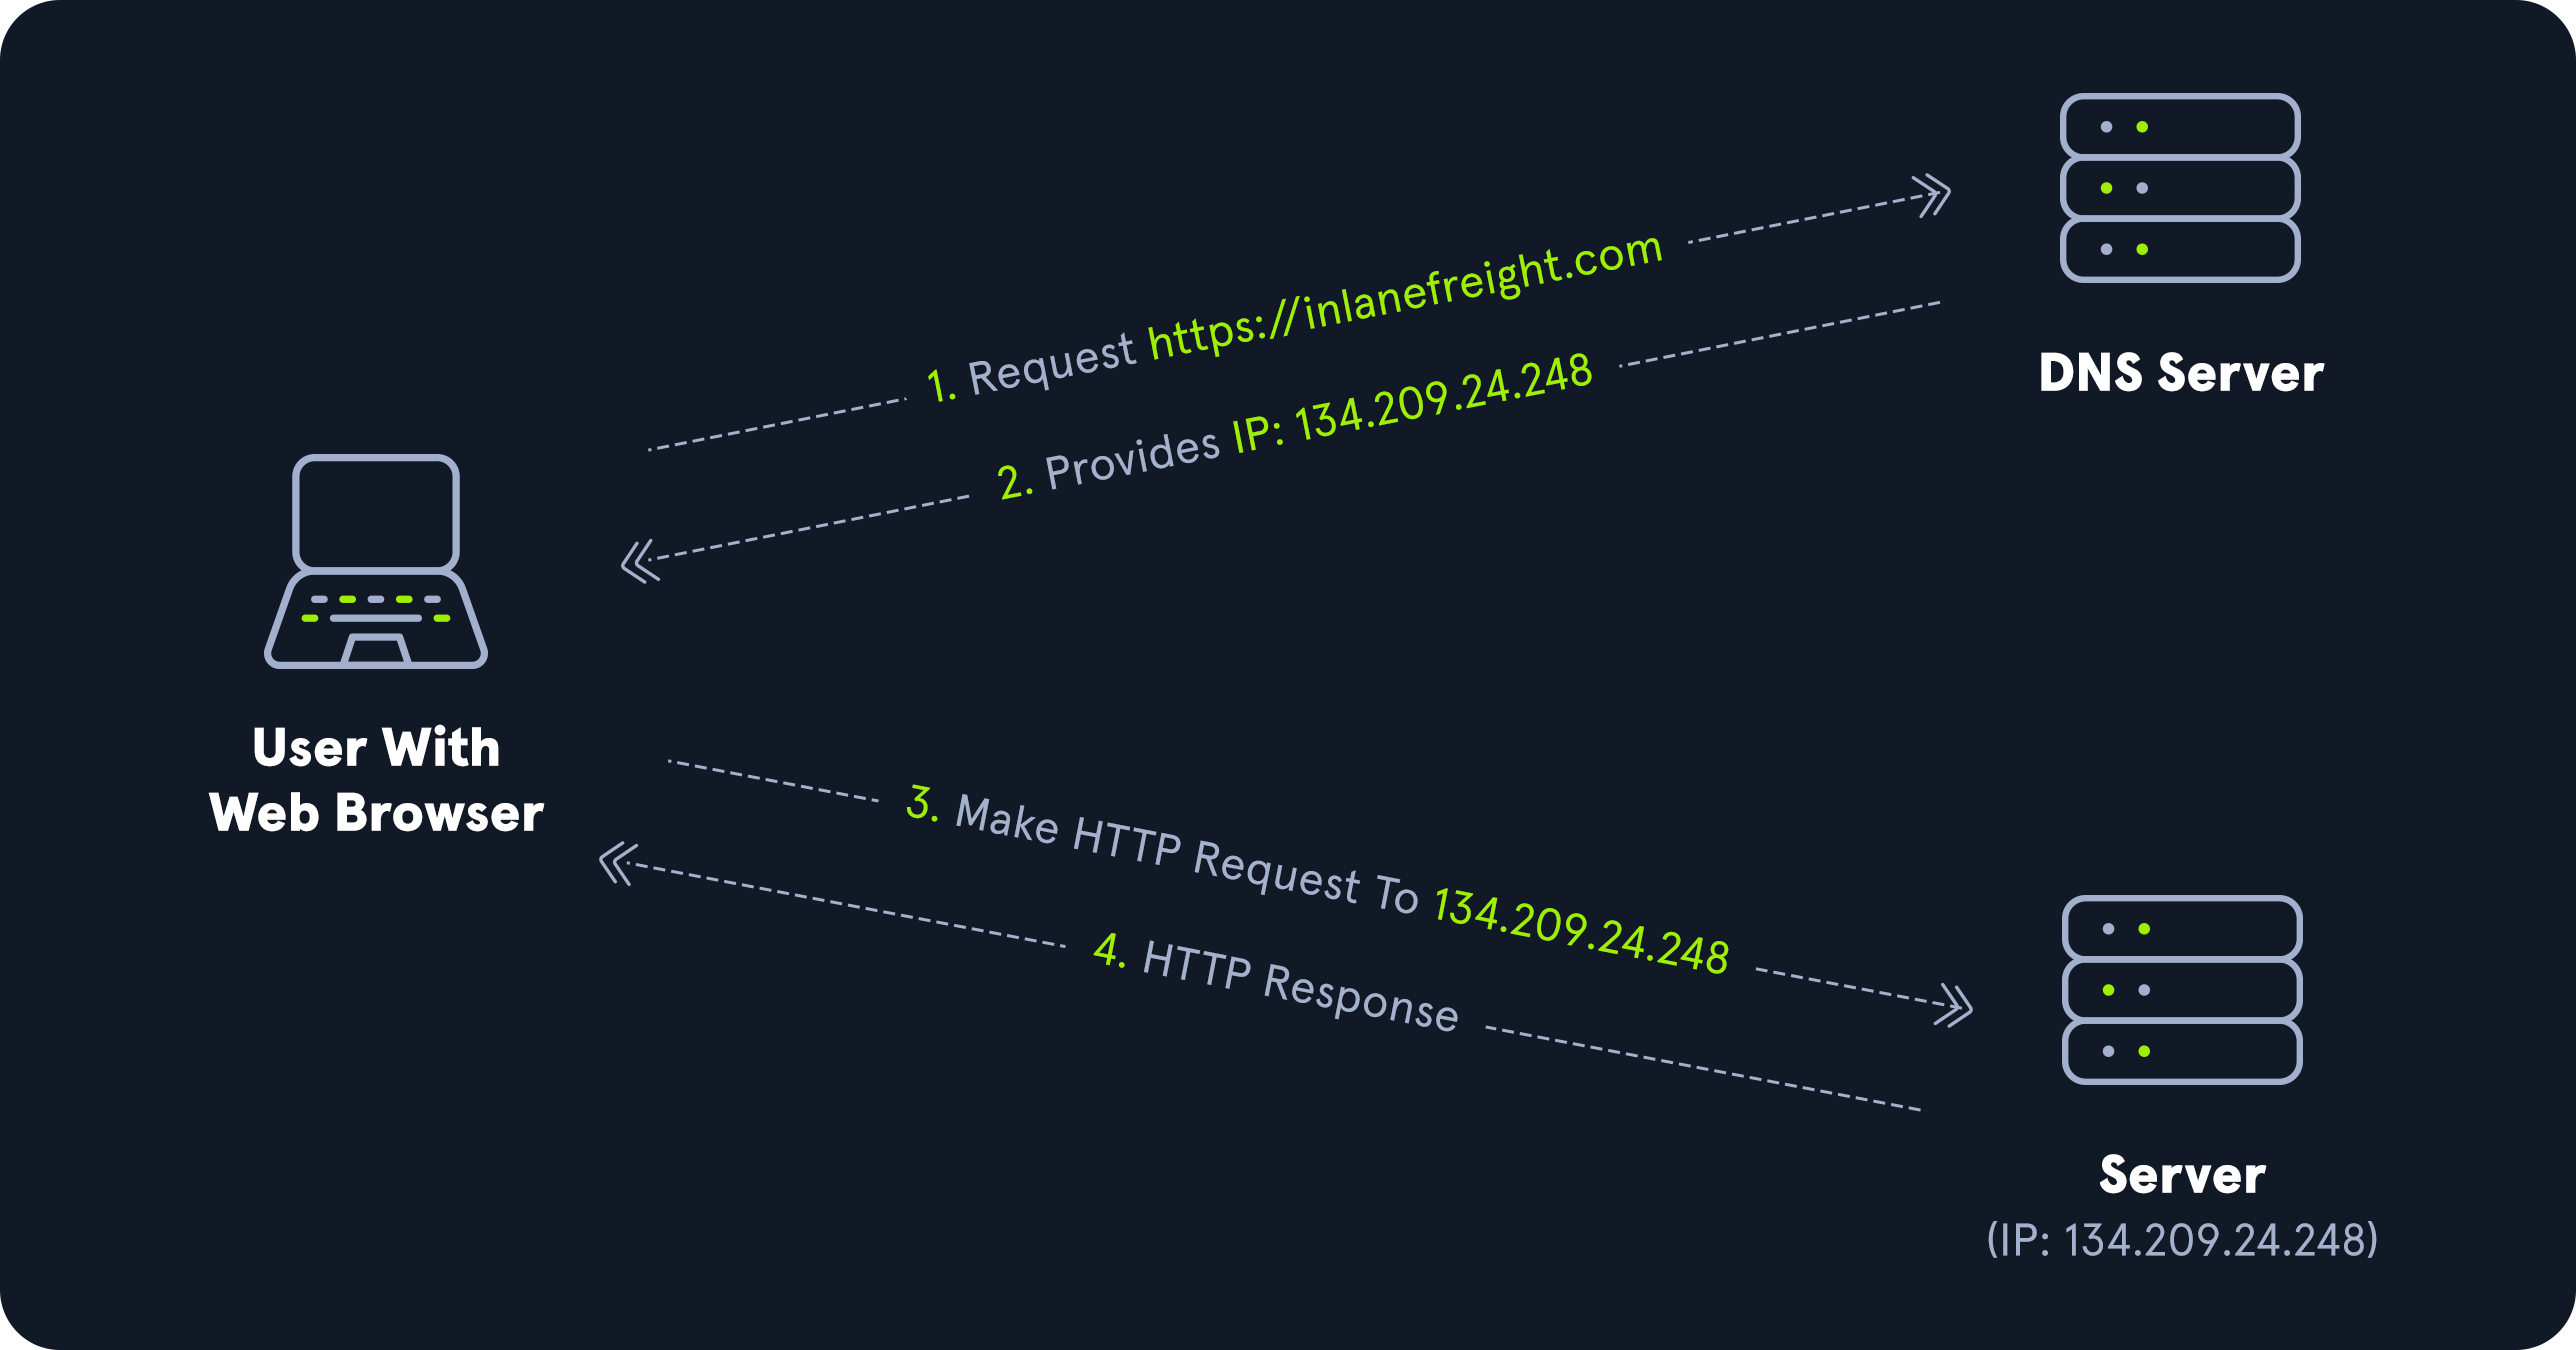 1. Request https://inlanefreight.com
2. Provides IP: 134.209.24.248
DNS Server
User With
Web Browser
3. Make HTTP Request To 134.209.24.248
4. HTTP Response
Server
(IP: 134.209.24.248)